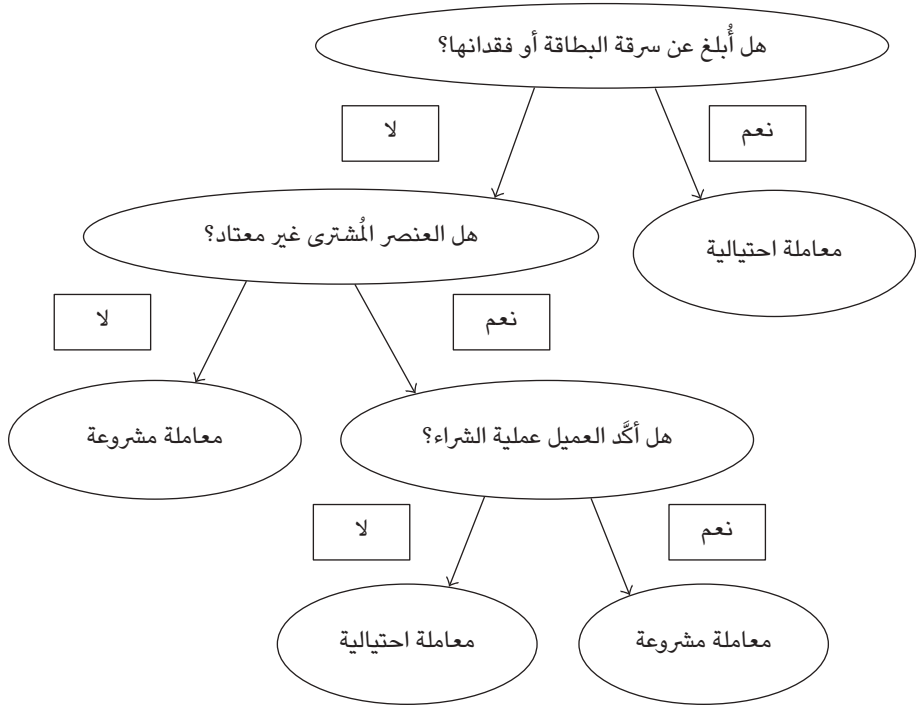 هل أُبلغ عن سرقة البطاقة أو فقدانها؟
نعم
لا
معاملة احتيالية
هل العنصر المُشترى غير معتاد؟
نعم
لا
هل أكَّد العميل عملية الشراء؟
معاملة مشروعة
نعم
لا
معاملة مشروعة
معاملة احتيالية